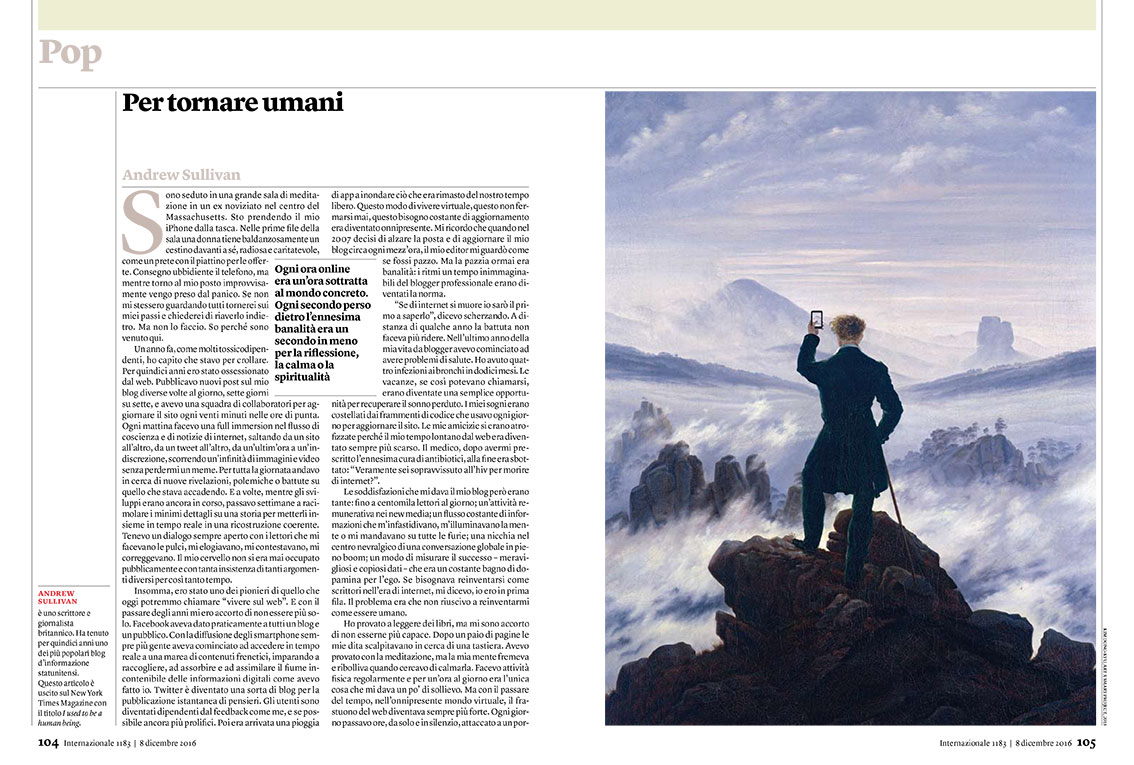 Pop
Per tornare umani
Andrew Sullivan
Sono seduto in una grande sala di medita-
zione in un ex noviziato nel centro del
Massachusetts. Sto prendendo il mio
iPhone dalla tasca. Nelle prime file della
sala una donna tiene baldanzosamente un
cestino davanti a sé, radiosa e caritatevole,
come un prete con il piattino per le offer-
te. Consegno ubbidiente il telefono, ma
mentre torno al mio posto improvvisa-
mente vengo preso dal panico. Se non
mi stessero guardando tutti tornerei sui
miei passi e chiederei di riaverlo indie-
tro. Ma non lo faccio. So perché sono
venuto qui.
Un anno fa, come molti tossicodipen-
denti, ho capito che stavo per crollare.
Per quindici anni ero stato ossessionato
dal web. Pubblicavo nuovi post sul mio
blog diverse volte al giorno, sette giorni
su sette, e avevo una squadra di collaboratori per ag-
giornare il sito ogni venti minuti nelle ore di punta.
Ogni mattina facevo una full immersion nel flusso di
coscienza e di notizie di internet, saltando da un sito
all'altro, da un tweet all'altro, da un'ultim'ora a un'in-
discrezione, scorrendo un'infinità di immagini e video
senza perdermi un meme. Per tutta la giornata andavo
in cerca di nuove rivelazioni, polemiche o battute su
quello che stava accadendo. E a volte, mentre gli svi-
luppi erano ancora in corso, passavo settimane a raci-
molare i minimi dettagli su una storia per metterli in-
sieme in tempo reale in una ricostruzione coerente.
Tenevo un dialogo sempre aperto con i lettori che mi
facevano le pulci, mi elogiavano, mi contestavano, mi
correggevano. Il mio cervello non si era mai occupato
pubblicamente e con tanta insistenza di tanti argomen-
ti diversi per così tanto tempo.
Insomma, ero stato uno dei pionieri di quello che
oggi potremmo chiamare "vivere sul web". E con il
passare degli anni mi ero accorto di non essere più so-
lo. Facebook aveva dato praticamente a tutti un blog e
un pubblico. Con la diffusione degli smartphone sem-
pre più gente aveva cominciato ad accedere in tempo
reale a una marca di contenuti frenetici, imparando a
raccogliere, ad assorbire e ad assimilare il fiume in-
contenibile delle informazioni digitali come avevo
fatto io. Twitter è diventato una sorta di blog per la
pubblicazione istantanea di pensieri. Gli utenti sono
diventati dipendenti dal feedback come me, e se pos-
sibile ancora più prolifici. Poi era arrivata una pioggia
Ogni ora online
era un'ora sottratta
al mondo concreto.
Ogni secondo perso
dietro l'ennesima
banalità era un
secondo in meno
per la riflessione,
la calma o la
spiritualità
di app a inondare ciò che era rimasto del nostro tempo
libero. Questo modo di vivere virtuale, questo non fer-
marsi mai, questo bisogno costante di aggiornamento
era diventato onnipresente. Mi ricordo che quando nel
2007 decisi di alzare la posta e di aggiornare il mio
blog circa ogni mezz'ora, il mio editor mi guardò come
se fossi pazzo. Ma la pazzia ormai era
banalità: i ritmi un tempo inimmagina-
bili del blogger professionale erano di-
ventati la norma.
"Se di internet si muore io sarò il pri-
mo a saperlo", dicevo scherzando. A di-
stanza di qualche anno la battuta non
faceva più ridere. Nell'ultimo anno della
mia vita da blogger avevo cominciato ad
avere problemi di salute. Ho avuto quat-
tro infezioni ai bronchi in dodici mesi. Le
vacanze, se così potevano chiamarsi,
erano diventate una semplice opportu-
nità per recuperare il sonno perduto. I miei sogni erano
costellati dai frammenti di codice che usavo ogni gior-
no per aggiornare il sito. Le mie amicizie si erano atro-
fizzate perché il mio tempo lontano dal web era diven-
tato sempre più scarso. Il medico, dopo avermi pre-
scritto l'ennesima cura di antibiotici, alla fine era sbot-
tato: "Veramente sei sopravvissuto all'hiv per morire
di internet?".
Le soddisfazioni che mi dava il mio blog però erano
tante: fino a centomila lettori al giorno; un'attività re-
munerativa nei new media; un flusso costante di infor-
mazioni che m'infastidivano, m'illuminavano la men-
te o mi mandavano su tutte le furie; una nicchia nel
centro nevralgico di una conversazione globale in pie-
no boom; un modo di misurare il successo – meravi-
gliosi e copiosi dati – che era un costante bagno di do-
pamina per l'ego. Se bisognava reinventarsi come
scrittori nell'era di internet, mi dicevo, io ero in prima
fila. Il problema era che non riuscivo a reinventarmi
come essere umano.
Ho provato a leggere dei libri, ma mi sono accorto
di non esserne più capace. Dopo un paio di pagine le
mie dita scalpitavano in cerca di una tastiera. Avevo
provato con la meditazione, ma la mia mente fremeva
e ribolliva quando cercavo di calmarla. Facevo attività
fisica regolarmente e per un'ora al giorno era l'unica
cosa che mi dava un po' di sollievo. Ma con il passare
del tempo, nell'onnipresente mondo virtuale, il fra-
stuono del web diventava sempre più forte. Ogni gior-
no passavo ore, da solo e in silenzio, attaccato a un por-
ANDREW
SULLIVAN
è uno scrittore e
giornalista
britannico. Ha tenuto
per quindici anni uno
dei più popolari blog
d'informazione
statunitensi.
Questo articolo è
uscito sul New York
Times Magazine con
il titolo I used to be a
human being.
104 Internazionale 1183 | 8 dicembre 2016
Internazionale 1183 | 8 dicembre 2016 105